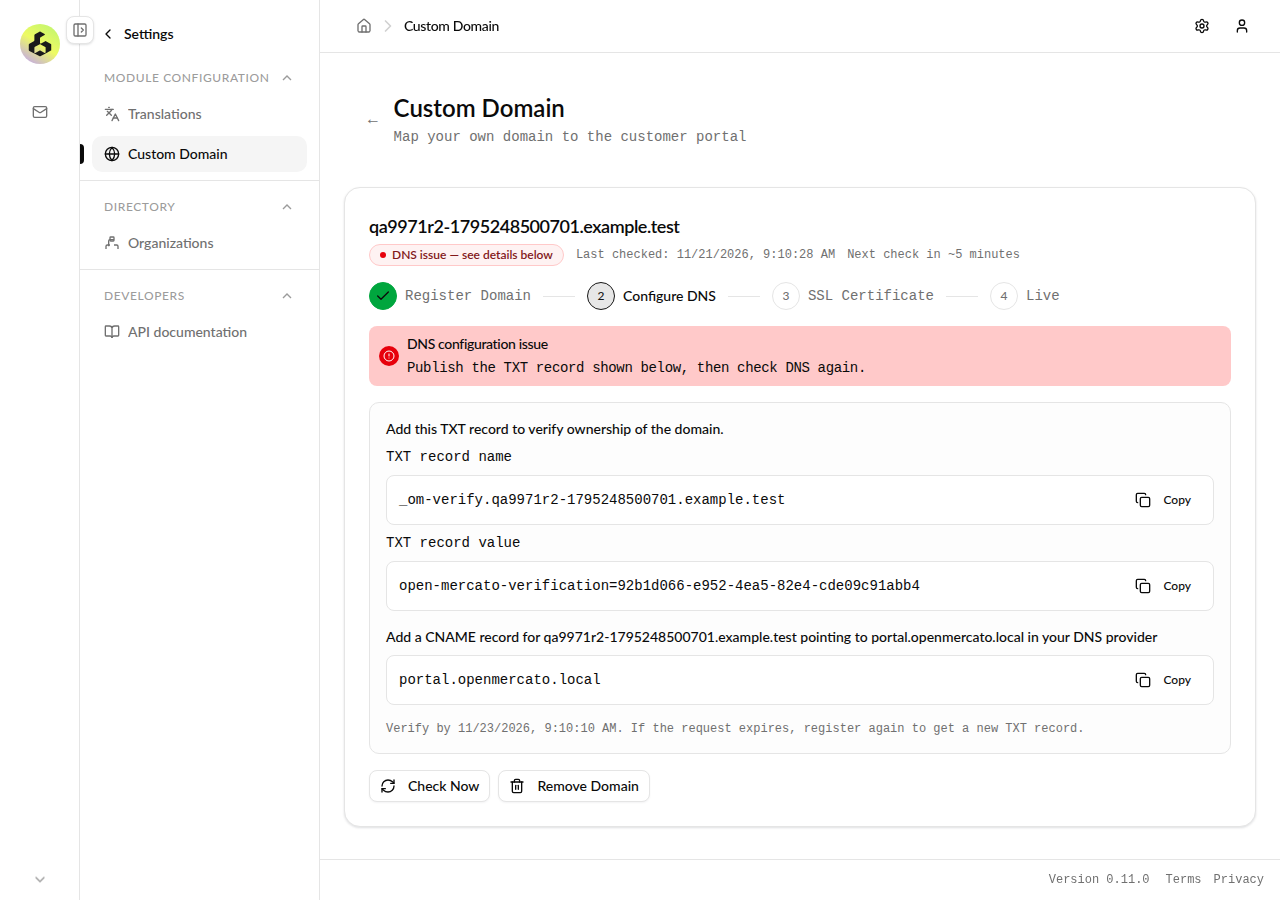 Settings
MODULE CONFIGURATION
Translations
Custom Domain
DIRECTORY
Organizations
DEVELOPERS
API documentation
Custom Domain
←
Custom Domain
Map your own domain to the customer portal
qa9971r2-1795248500701.example.test
DNS issue — see details below
Last checked: 11/21/2026, 9:10:28 AM
Next check in ~5 minutes
Register Domain
2
Configure DNS
3
SSL Certificate
4
Live
DNS configuration issue
Publish the TXT record shown below, then check DNS again.
Add this TXT record to verify ownership of the domain.
TXT record name
_om-verify.qa9971r2-1795248500701.example.test
Copy
TXT record value
open-mercato-verification=92b1d066-e952-4ea5-82e4-cde09c91abb4
Copy
Add a CNAME record for qa9971r2-1795248500701.example.test pointing to portal.openmercato.local in your DNS provider
portal.openmercato.local
Copy
Verify by 11/23/2026, 9:10:10 AM. If the request expires, register again to get a new TXT record.
Check Now
Remove Domain
Version 0.11.0
Terms
Privacy